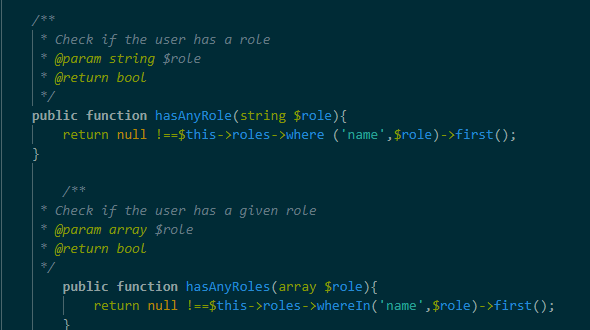 /**
* Check if the user has a role
* @param string $role
* @return bool
*/
public function hasAnyRole(string $role){
return null !==$this->roles->where ('name',$role)->first();
}
/**
* Check if the user has a given role
* @param array $role
* @return bool
*/
public function hasAnyRoles(array $role){
return null !==$this->roles->whereIn('name',$role)->first();
}